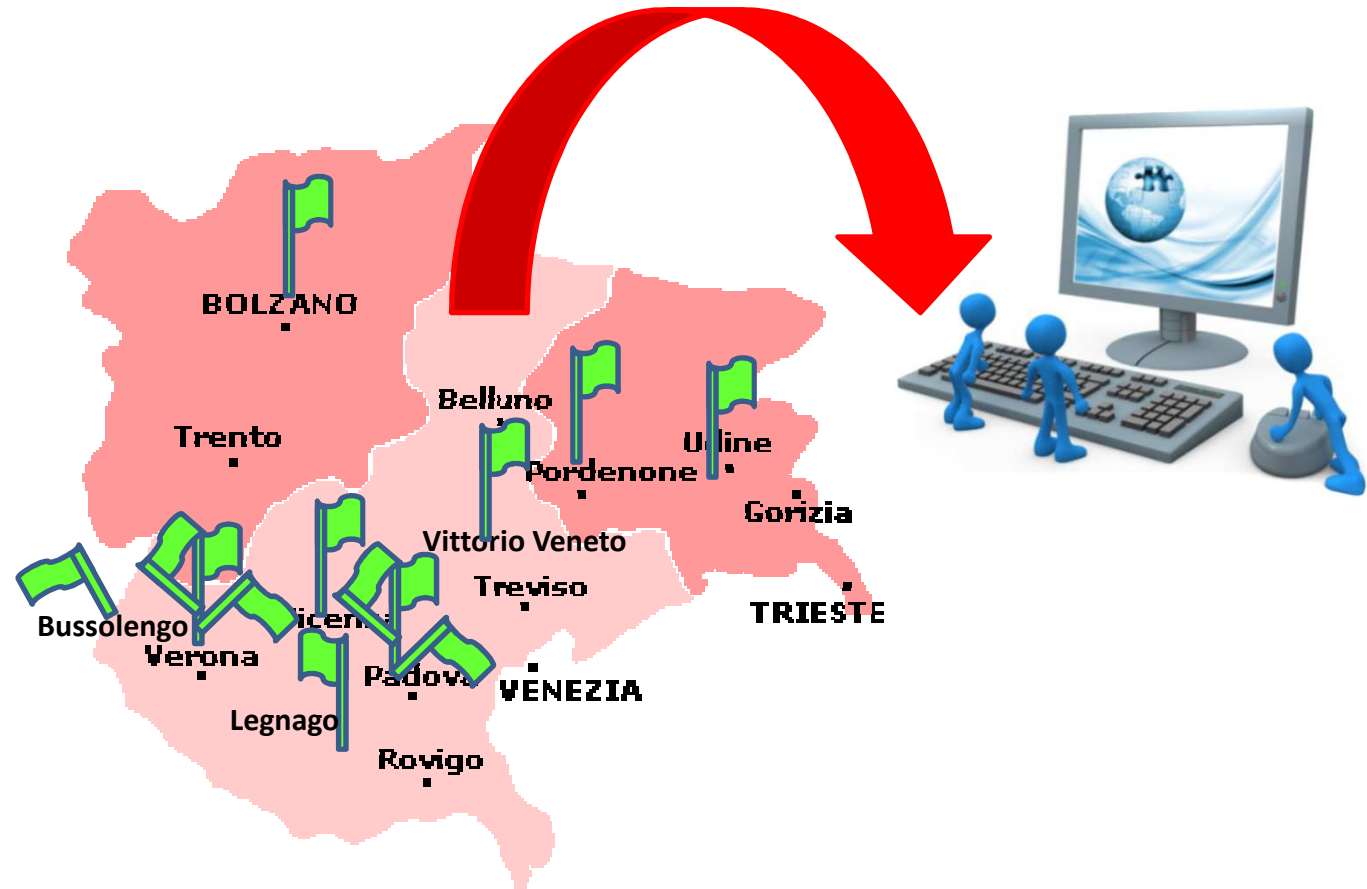 BOLZANO
Belluno
Trento
Udine
Pordenone
Gorizia
Vittorio Veneto
Treviso
TRIESTE
Bussolengo
Verona
Padova
VENEZIA
Legnago
Rovigo